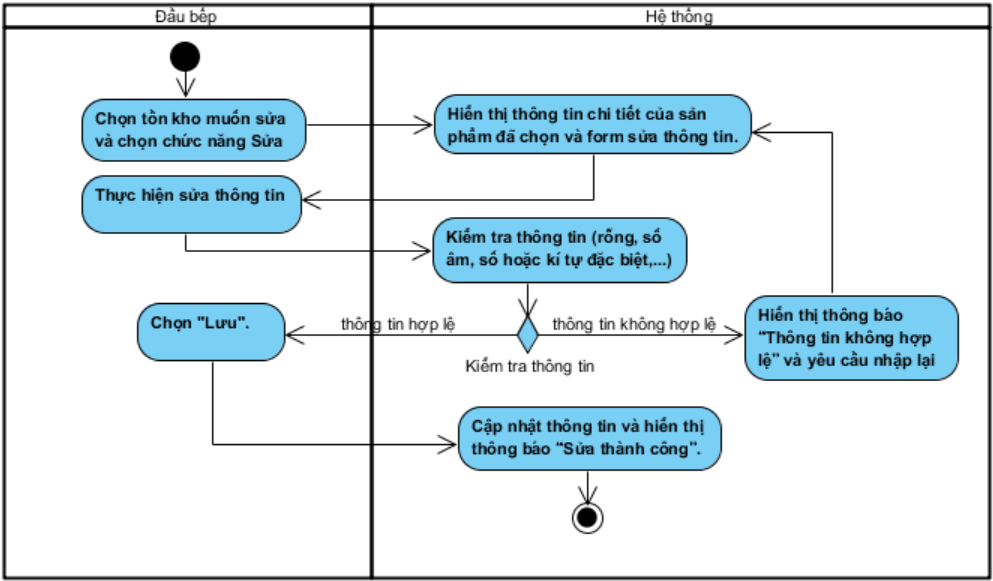 Đầu bếp
Hệ thống
Chọn tồn kho muốn sửa
và chọn chức năng Sửa
Hiển thị thông tin chi tiết của sản
phẩm đã chọn và form sửa thông tin.
Thực hiện sửa thông tin
Kiểm tra thông tin (rỗng, số
âm, số hoặc kí tự đặc biệt,...)
Chọn "Lưu".
thông tin hợp lệ
thông tin không hợp lệ
Hiển thị thông báo
“Thông tin không hợp
lệ” và yêu cầu nhập lại
Kiểm tra thông tin
Cập nhật thông tin và hiển thị
thông báo "Sửa thành công".